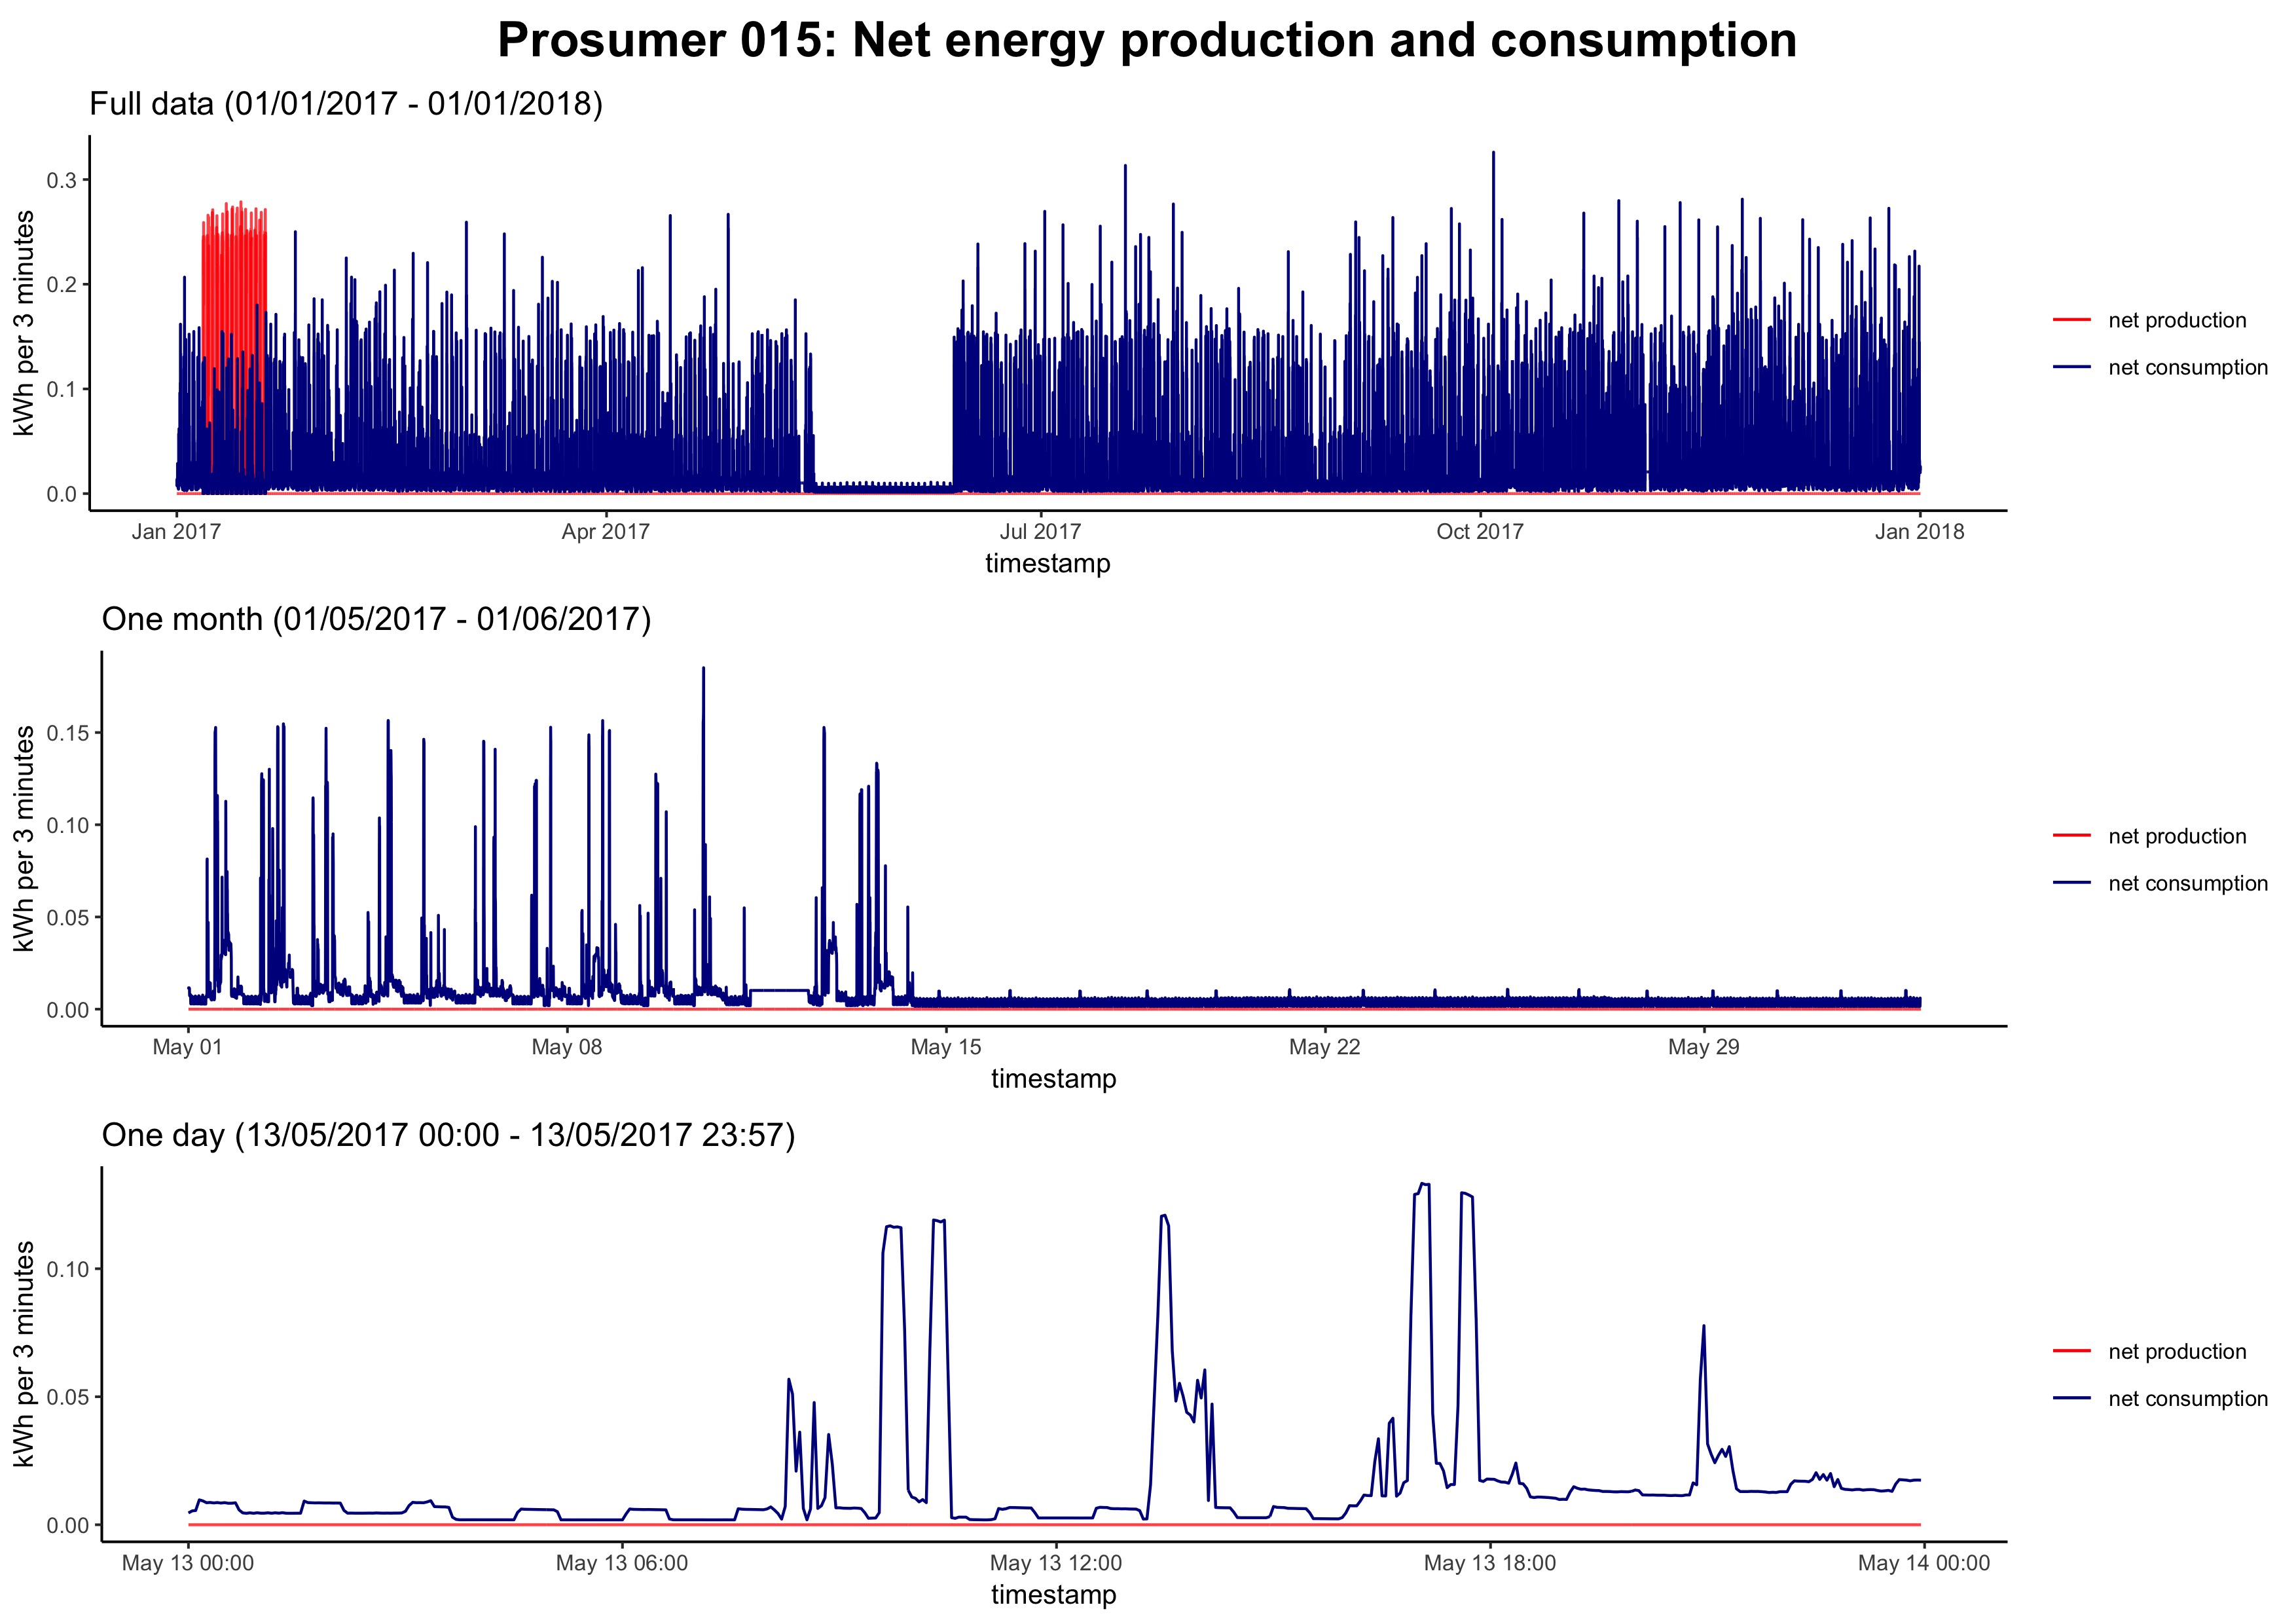 Prosumer 015: Net energy production and consumption
Full data (01/01/2017 - 01/01/2018)
kWh per 3 minutes
0.3
0.2
0.1
0.0
Jan 2017 Apr 2017 Jul 2017 Oct 2017 Jan 2018
timestamp
net production
net consumption
One month (01/05/2017 - 01/06/2017)
kWh per 3 minutes
0.15
0.10
0.05
0.00
May 01 May 08 May 15 May 22 May 29
timestamp
net production
net consumption
One day (13/05/2017 00:00 - 13/05/2017 23:57)
kWh per 3 minutes
0.10
0.05
0.00
May 13 00:00 May 13 06:00 May 13 12:00 May 13 18:00 May 14 00:00
timestamp
net production
net consumption